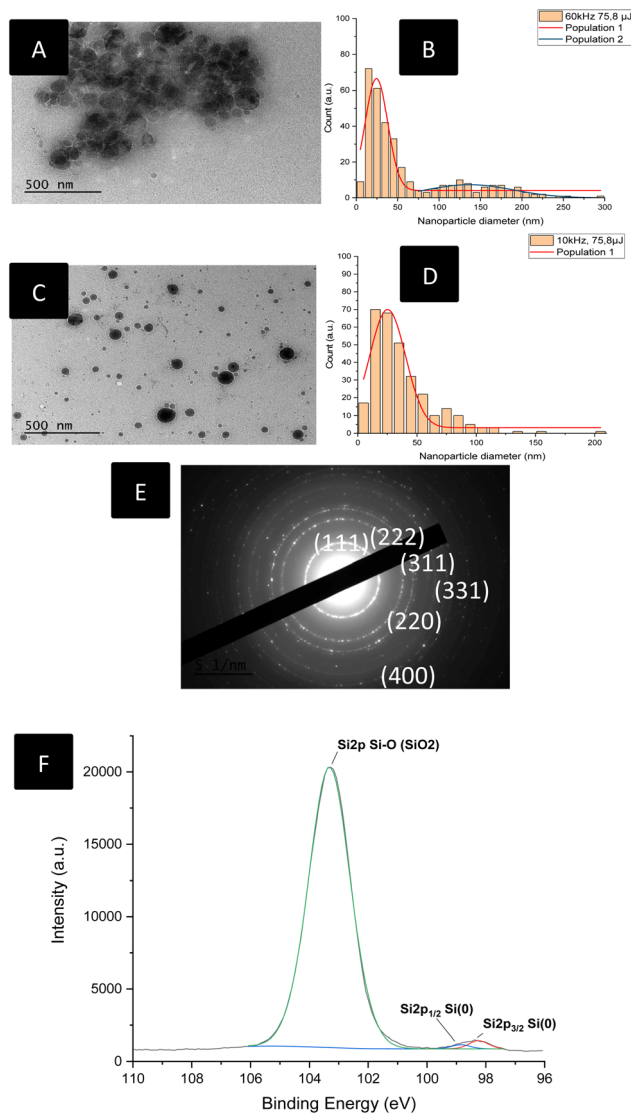 A
500 nm
B
60kHz 75,8 µJ
Population 1
Population 2
Count (a.u.)
100
80
60
40
20
0
0 50 100 150 200 250 300
Nanoparticle diameter (nm)
C
500 nm
D
10kHz, 75,8µJ
Population 1
Count (a.u.)
100
90
80
70
60
50
40
30
20
10
0
0 50 100 150 200
Nanoparticle diameter (nm)
E
(111)
(222)
(311)
(331)
(220)
(400)
5 1/nm
F
Si2p Si-O (SiO2)
Si2p1/2 Si(0)
Si2p3/2 Si(0)
Intensity (a.u.)
20000
15000
10000
5000
0
110 108 106 104 102 100 98 96
Binding Energy (eV)